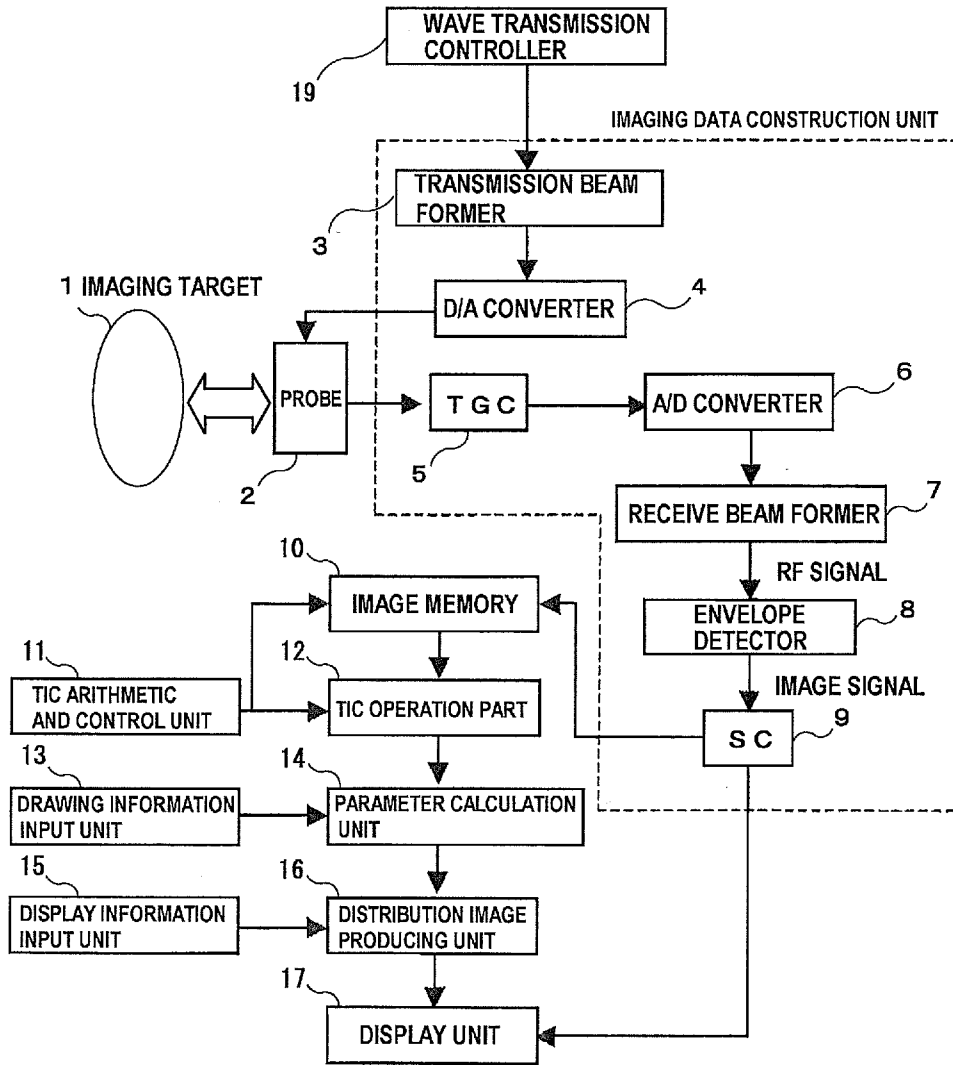 WAVE TRANSMISSION
CONTROLLER
19
IMAGING DATA CONSTRUCTION UNIT
TRANSMISSION BEAM
FORMER
3
1 IMAGING TARGET
D/A CONVERTER
4
PROBE
2
T G C
5
A/D CONVERTER
6
RECEIVE BEAM FORMER
7
RF SIGNAL
ENVELOPE
DETECTOR
8
IMAGE SIGNAL
S C
9
10
IMAGE MEMORY
11
TIC ARITHMETIC
AND CONTROL UNIT
12
TIC OPERATION PART
13
DRAWING INFORMATION
INPUT UNIT
14
PARAMETER CALCULATION
UNIT
15
DISPLAY INFORMATION
INPUT UNIT
16
DISTRIBUTION IMAGE
PRODUCING UNIT
17
DISPLAY UNIT